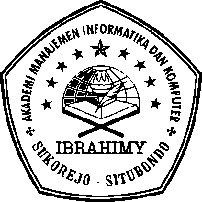 AKADEMI MANAJEMEN INFORMATIKA DAN KOMPUTER
IBRAHIMY
SUKOREJO - SITUBONDO